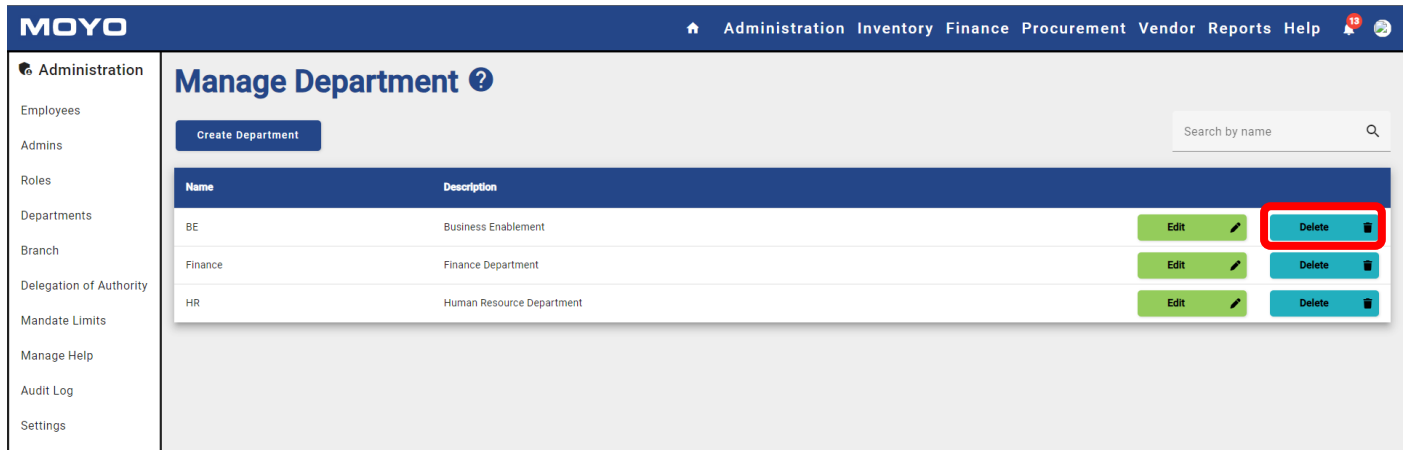 MOYO
Administration Inventory Finance Procurement Vendor Reports Help 13
Administration
Employees
Admins
Roles
Departments
Branch
Delegation of Authority
Mandate Limits
Manage Help
Audit Log
Settings
Manage Department ?
Create Department
Search by name
Name Description
BE Business Enablement Edit Delete
Finance Finance Department Edit Delete
HR Human Resource Department Edit Delete